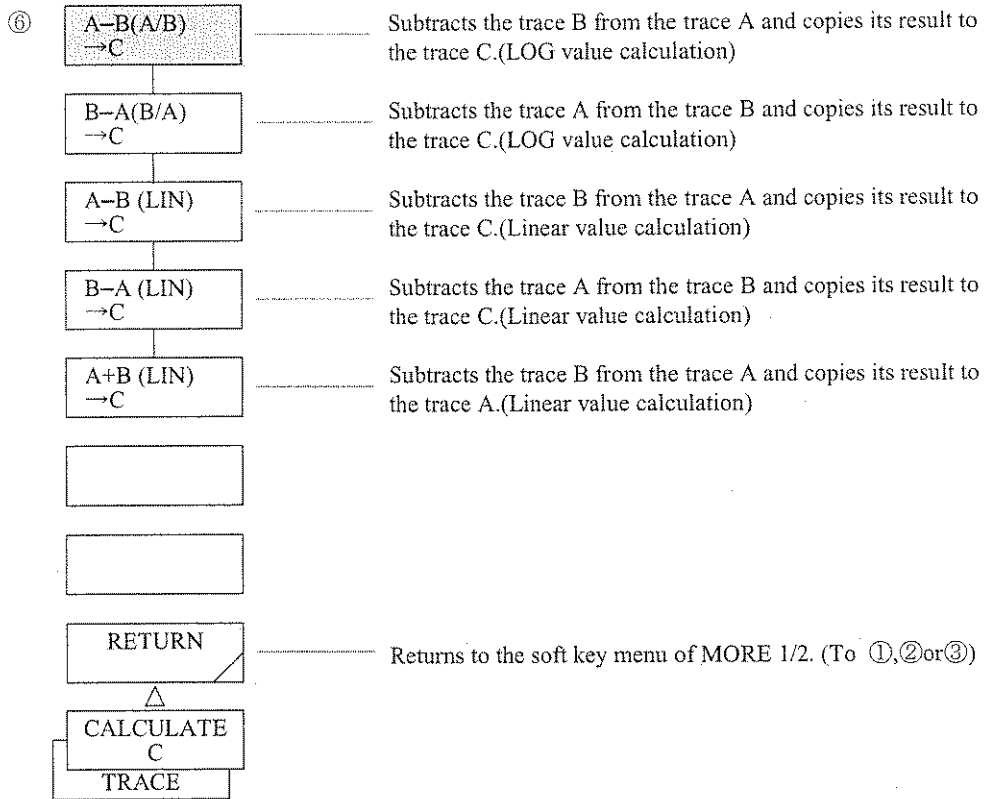 ⑥
A–B(A/B)
→C
Subtracts the trace B from the trace A and copies its result to
the trace C.(LOG value calculation)
B–A(B/A)
→C
Subtracts the trace A from the trace B and copies its result to
the trace C.(LOG value calculation)
A–B (LIN)
→C
Subtracts the trace B from the trace A and copies its result to
the trace C.(Linear value calculation)
B–A (LIN)
→C
Subtracts the trace A from the trace B and copies its result to
the trace C.(Linear value calculation)
A+B (LIN)
→C
Subtracts the trace B from the trace A and copies its result to
the trace A.(Linear value calculation)
RETURN
Returns to the soft key menu of MORE 1/2. (To ①,②or③)
CALCULATE
C
TRACE